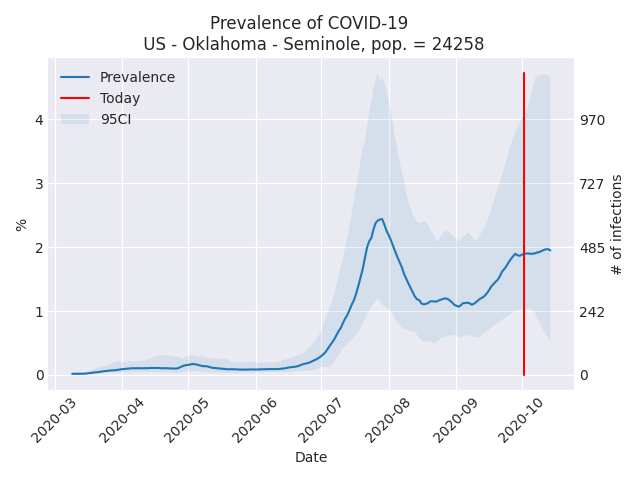 Prevalence of COVID-19
US - Oklahoma - Seminole, pop. = 24258
Prevalence
Today
95CI
%
4
3
2
1
0
970
727
485
242
0
# of infections
2020-03
2020-04
2020-05
2020-06
2020-07
2020-08
2020-09
2020-10
Date